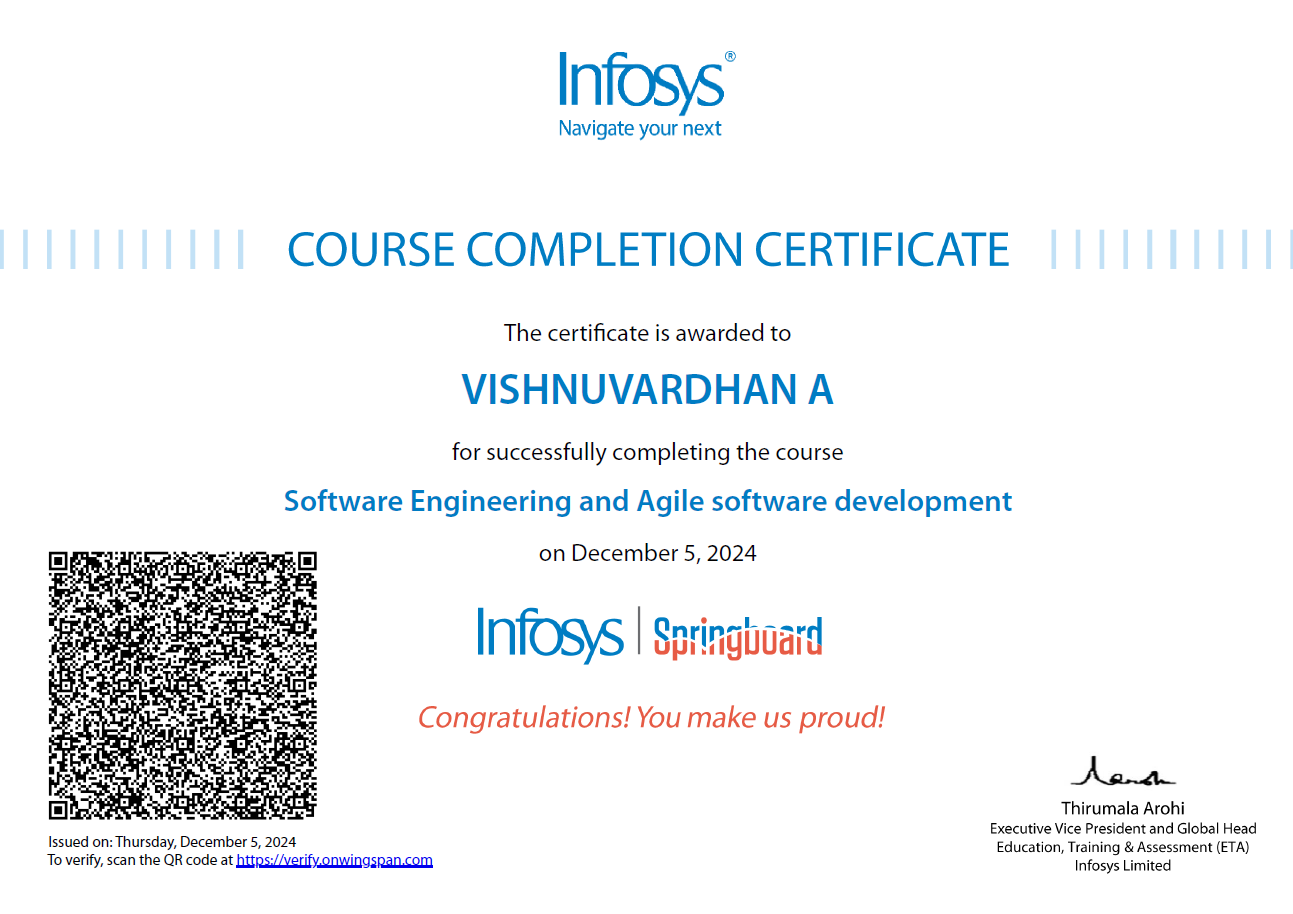 Infosys®
Navigate your next
COURSE COMPLETION CERTIFICATE
The certificate is awarded to
VISHNUVARDHAN A
for successfully completing the course
Software Engineering and Agile software development
on December 5, 2024
Infosys | Springboard
Congratulations! You make us proud!
Issued on: Thursday, December 5, 2024
To verify, scan the QR code at https://verify.onwingspan.com
Thirumala Arohi
Executive Vice President and Global Head
Education, Training & Assessment (ETA)
Infosys Limited